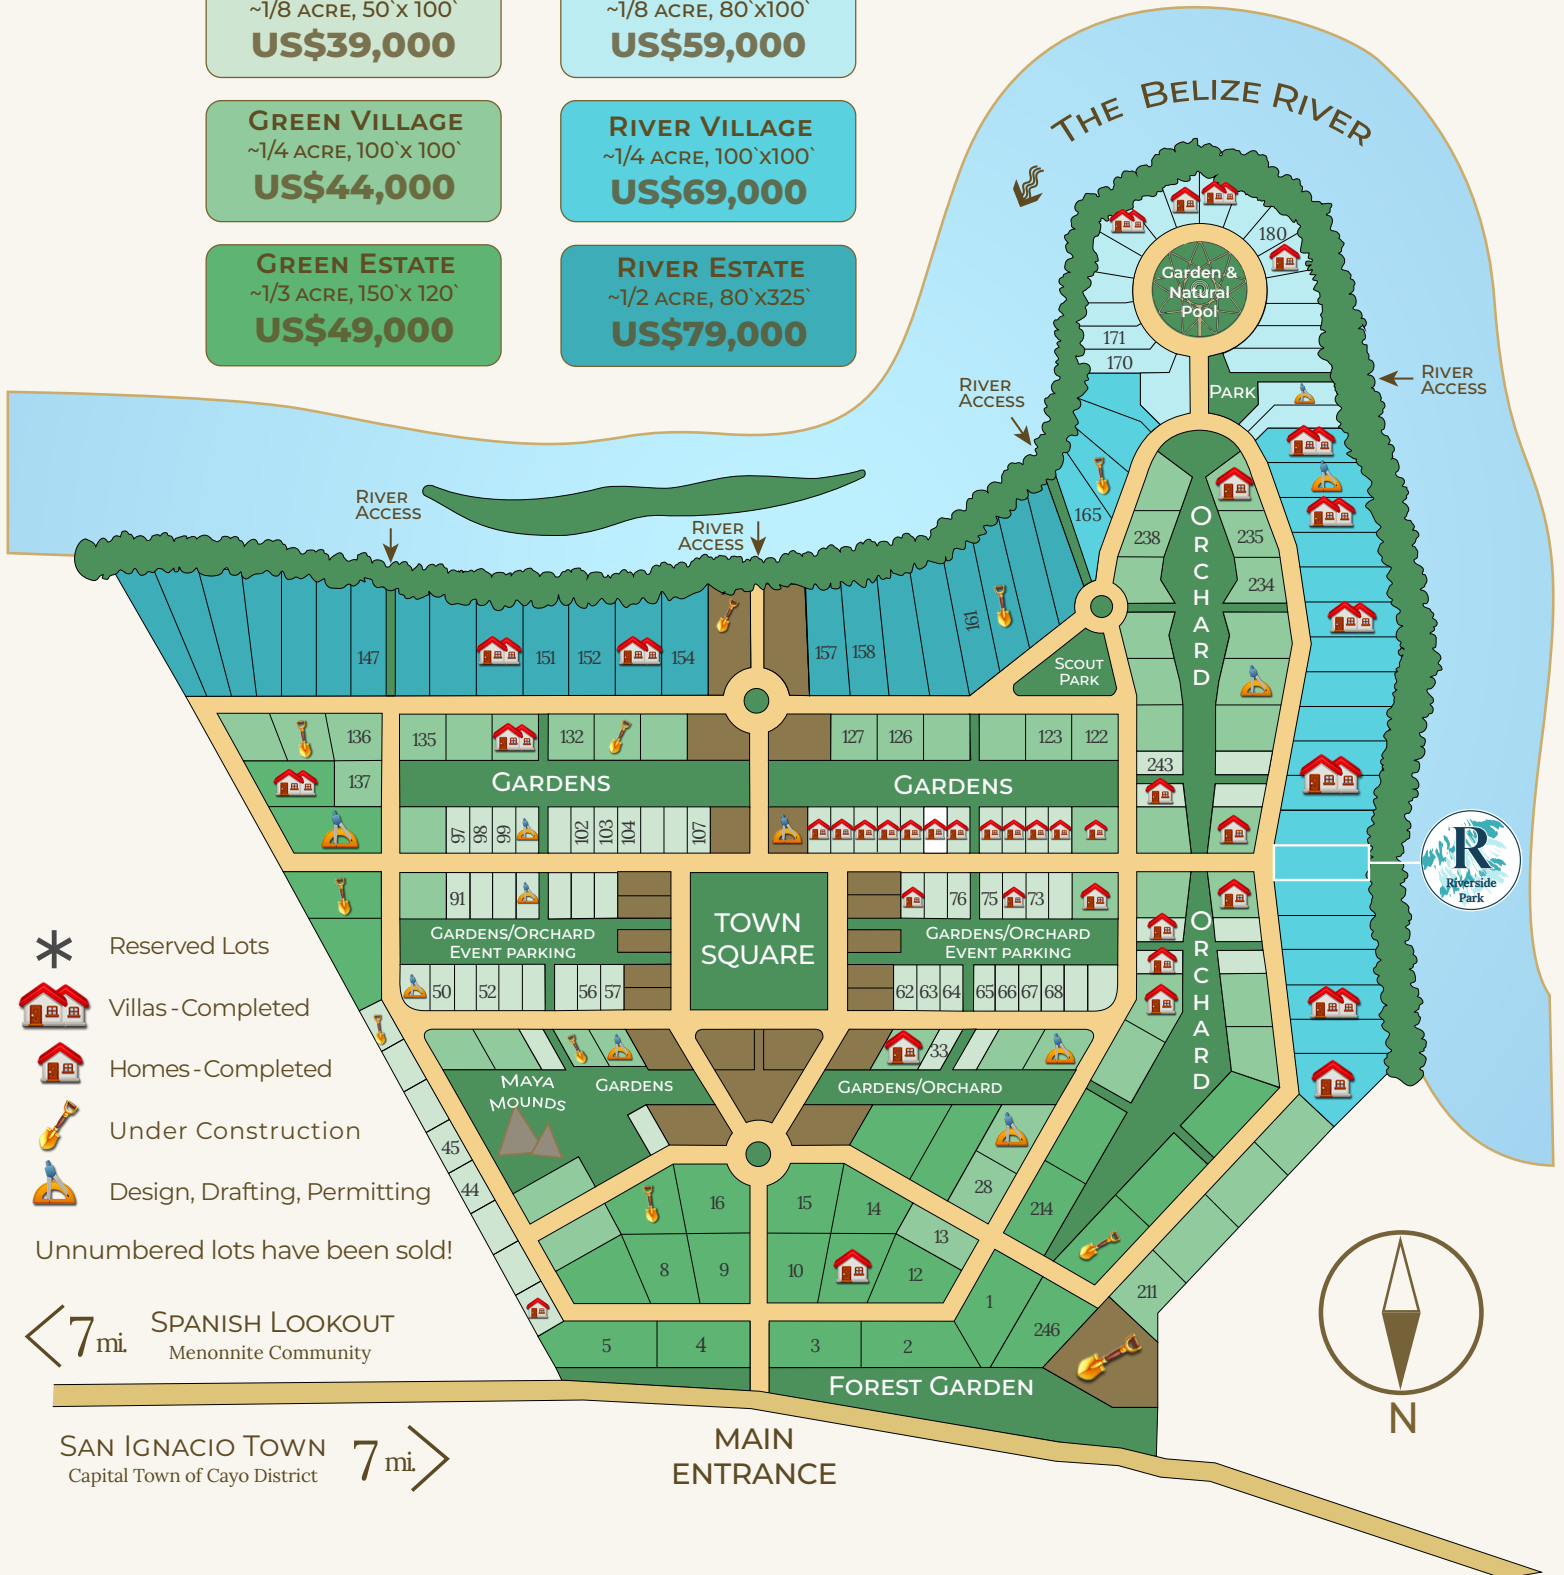 ~1/8 ACRE, 50`X 100`
US$39,000
~1/8 ACRE, 80`X100`
US$59,000
GREEN VILLAGE
~1/4 ACRE, 100`X 100`
US$44,000
RIVER VILLAGE
~1/4 ACRE, 100`X100`
US$69,000
GREEN ESTATE
~1/3 ACRE, 150`X 120`
US$49,000
RIVER ESTATE
~1/2 ACRE, 80`X325`
US$79,000
THE BELIZE RIVER
180
Garden &
Natural
Pool
171
170
PARK
RIVER
ACCESS
RIVER
ACCESS
RIVER
ACCESS
RIVER
ACCESS
165
238
235
234
ORCHARD
147
151
152
154
157
158
161
SCOUT
PARK
136
135
132
127
126
123
122
137
GARDENS
GARDENS
243
97
98
99
102
103
104
107
R
Riverside
Park
91
76
75
73
TOWN
SQUARE
GARDENS/ORCHARD
EVENT PARKING
GARDENS/ORCHARD
EVENT PARKING
ORCHARD
50
52
56
57
62
63
64
65
66
67
68
33
MAYA
MOUNDS
GARDENS
GARDENS/ORCHARD
45
44
28
214
16
15
14
13
8
9
10
12
1
211
246
5
4
3
2
FOREST GARDEN
Reserved Lots
Villas-Completed
Homes-Completed
Under Construction
Design, Drafting, Permitting
Unnumbered lots have been sold!
7mi.
SPANISH LOOKOUT
Menonnite Community
SAN IGNACIO TOWN
Capital Town of Cayo District
7mi.
MAIN
ENTRANCE
N